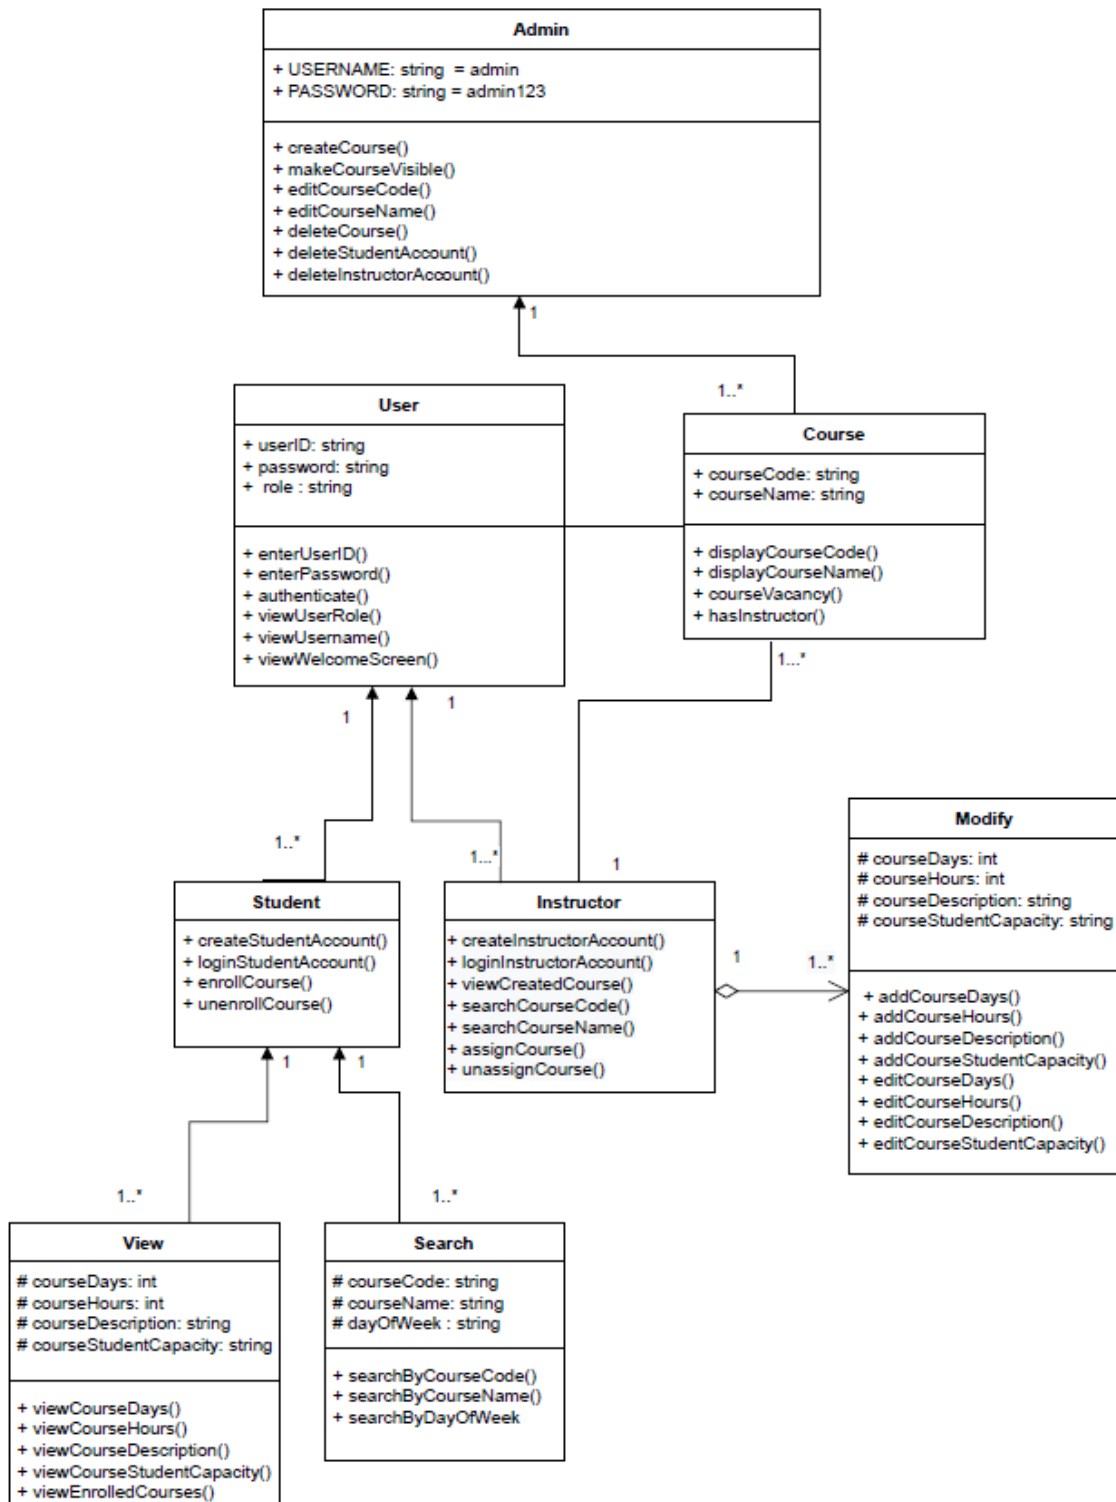 Admin
+ USERNAME: string = admin
+ PASSWORD: string = admin123
+ createCourse()
+ makeCourseVisible()
+ editCourseCode()
+ editCourseName()
+ deleteCourse()
+ deleteStudentAccount()
+ deleteInstructorAccount()
1
1..*
User
+ userID: string
+ password: string
+ role : string
+ enterUserID()
+ enterPassword()
+ authenticate()
+ viewUserRole()
+ viewUsername()
+ viewWelcomeScreen()
Course
+ courseCode: string
+ courseName: string
+ displayCourseCode()
+ displayCourseName()
+ courseVacancy()
+ hasInstructor()
1...*
1
1
1..*
1...*
1
Student
+ createStudentAccount()
+ loginStudentAccount()
+ enrollCourse()
+ unenrollCourse()
Instructor
+ createInstructorAccount()
+ loginInstructorAccount()
+ viewCreatedCourse()
+ searchCourseCode()
+ searchCourseName()
+ assignCourse()
+ unassignCourse()
1
1..*
Modify
# courseDays: int
# courseHours: int
# courseDescription: string
# courseStudentCapacity: string
+ addCourseDays()
+ addCourseHours()
+ addCourseDescription()
+ addCourseStudentCapacity()
+ editCourseDays()
+ editCourseHours()
+ editCourseDescription()
+ editCourseStudentCapacity()
1
1
1..*
1..*
View
# courseDays: int
# courseHours: int
# courseDescription: string
# courseStudentCapacity: string
+ viewCourseDays()
+ viewCourseHours()
+ viewCourseDescription()
+ viewCourseStudentCapacity()
+ viewEnrolledCourses()
Search
# courseCode: string
# courseName: string
# dayOfWeek : string
+ searchByCourseCode()
+ searchByCourseName()
+ searchByDayOfWeek